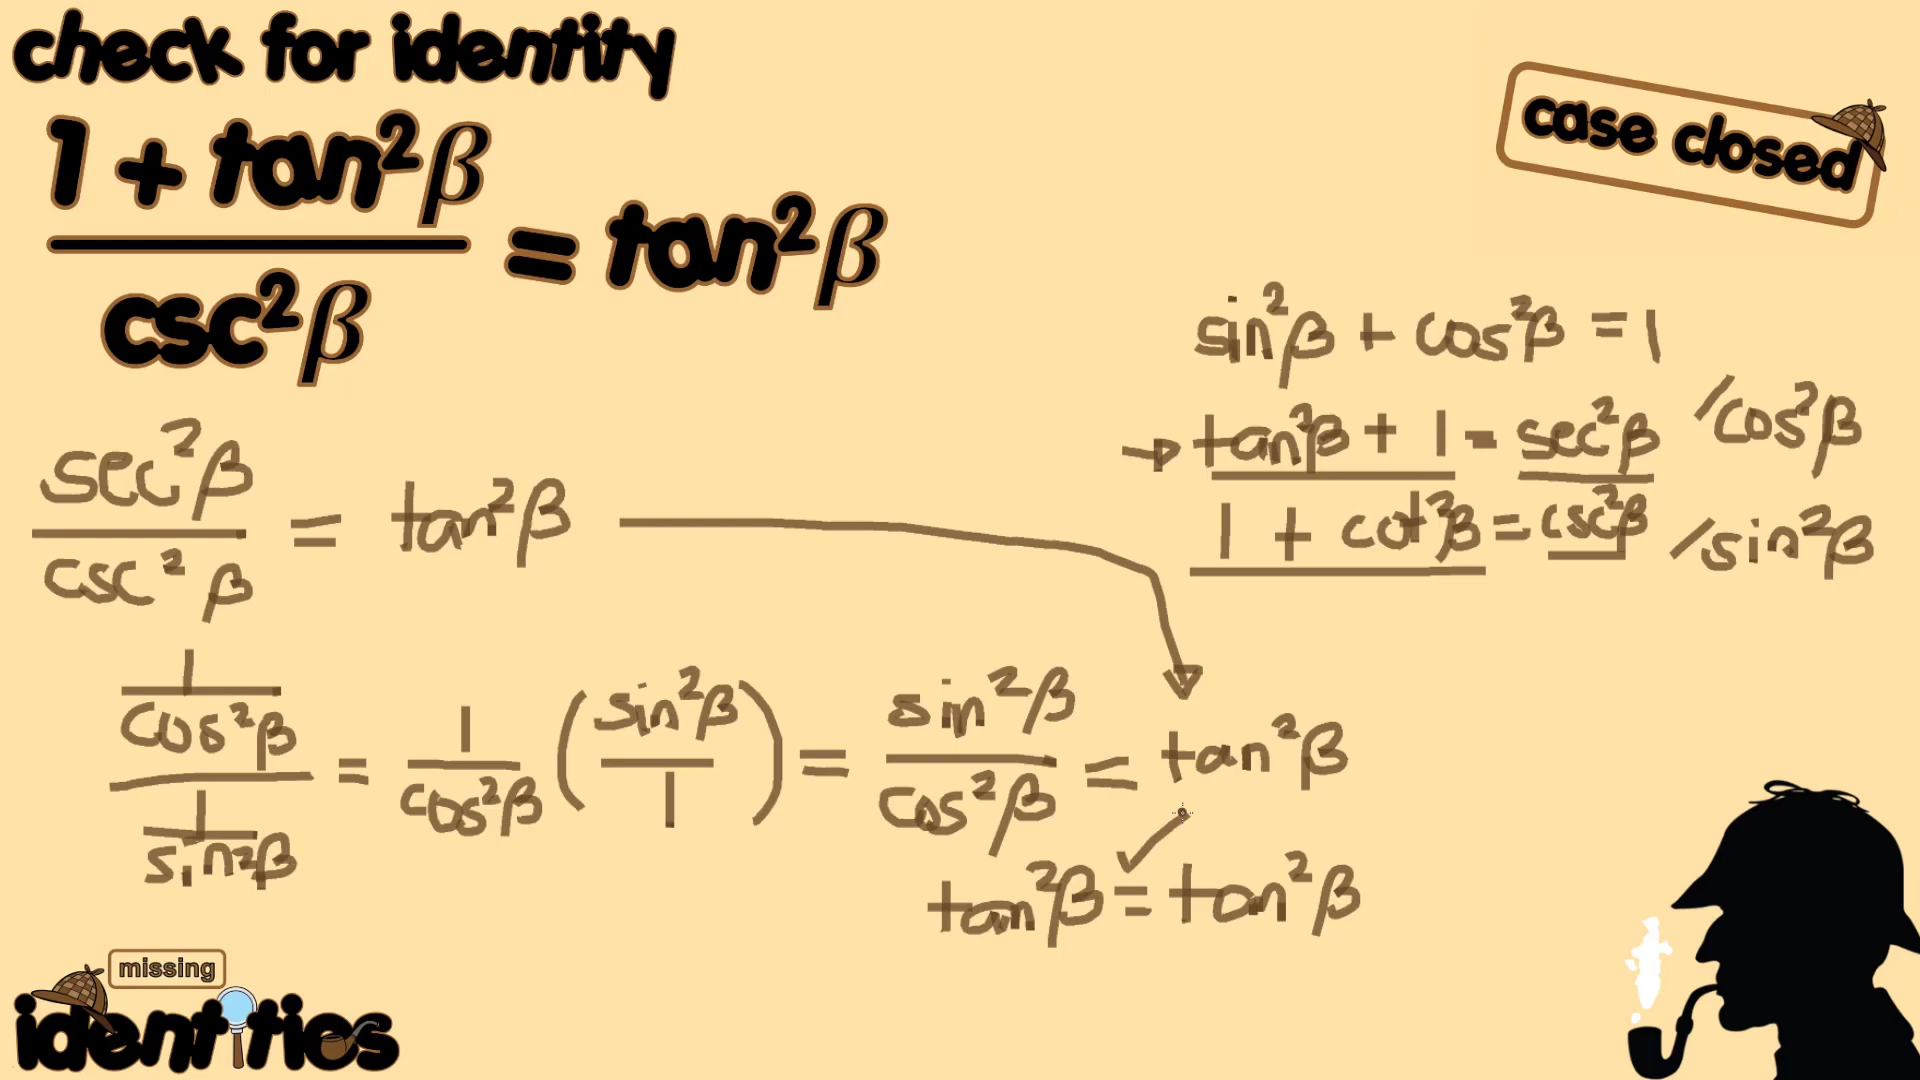 check for identity
case closed
1 + tan²β
───────── = tan²β
csc²β
sin²β + cos²β = 1
→ tan²β + 1 = sec²β /cos²β
1 + cot²β = csc²β /sin²β
sec²β
───── = tan²β
csc²β
1/cos²β
─────── = 1/cos²β (sin²β/1) = sin²β/cos²β = tan²β
1/sin²β
tan²β = tan²β
missing
identities